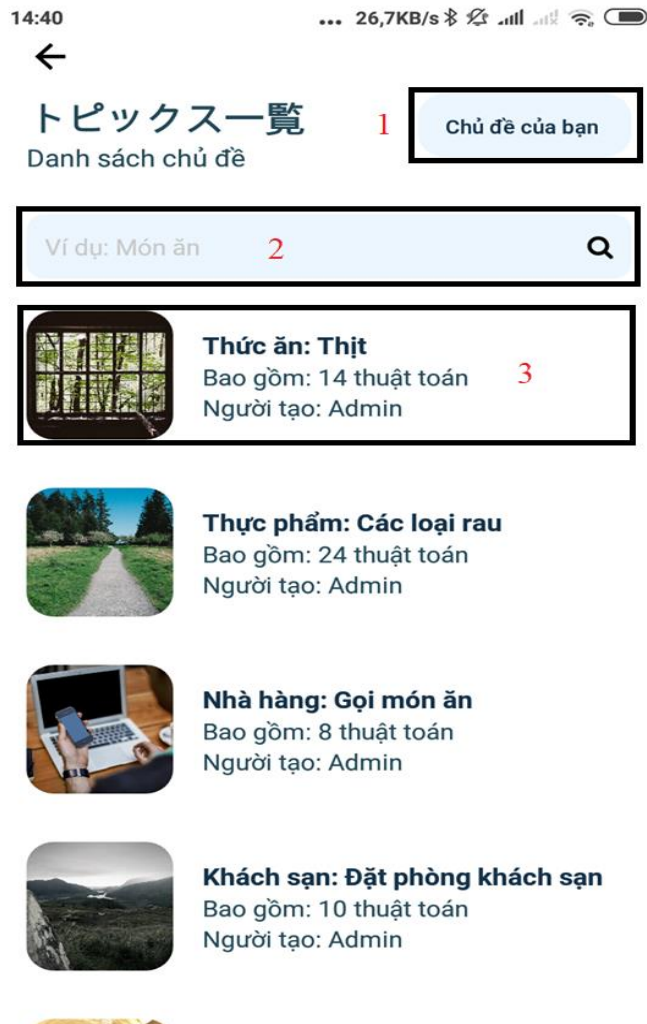 14:40
... 26,7KB/s
トピックス一覧
1
Chủ đề của bạn
Danh sách chủ đề
Ví dụ: Món ăn
2
Thức ăn: Thịt
Bao gồm: 14 thuật toán
3
Người tạo: Admin
Thực phẩm: Các loại rau
Bao gồm: 24 thuật toán
Người tạo: Admin
Nhà hàng: Gọi món ăn
Bao gồm: 8 thuật toán
Người tạo: Admin
Khách sạn: Đặt phòng khách sạn
Bao gồm: 10 thuật toán
Người tạo: Admin